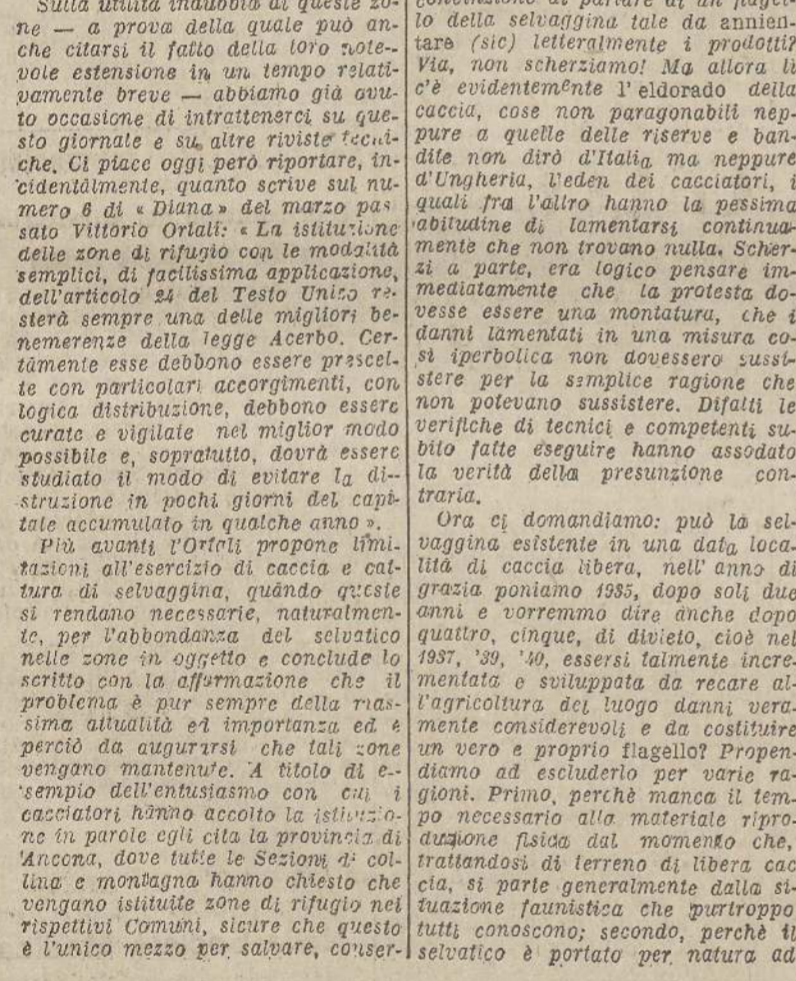 Sulla utilità indubbia di queste zo-
ne — a prova della quale può an-
che citarsi il fatto della loro note-
vole estensione in un tempo relati-
vamente breve — abbiamo già avu-
to occasione di intrattenerci su que-
sto giornale e su altre riviste tecni-
che. Ci piace oggi però riportare, in-
cidentàlmente, quanto scrive sul nu-
mero 6 di « Diana » del marzo pas
sato Vittorio Ortali: « La istituzione
delle zone di rifugio con le modalità
semplici, di facilissima applicazione,
dell'articolo 24 del Testo Unico re-
sterà sempre una delle migliori be-
nemerenze della legge Acerbo. Cer-
tàmente esse debbono essere prescel-
te con particolari accorgimenti, con
logica distribuzione, debbono essere
curate e vigilate nel miglior modo
possibile e, sopratutto, dovrà essere
studiato il modo di evitare la di-
struzione in pochi giorni del capi-
tale accumulato in qualche anno ».
Più avanti l'Ortali propone limi-
tazioni all'esercizio di caccia e cat-
tura di selvaggina, quàndo queste
si rendano necessarie, naturalmen-
te, per l'abbondanza del selvatico
nelle zone in oggetto e conclude lo
scritto con la affermazione che il
problema è pur sempre della mas-
sima attualità ed importanza ed è
perciò da augurarsi che tali zone
vengano mantenute. A titolo di e-
sempio dell'entusiasmo con cui i
cacciatori hànno accolto la istituzio-
ne in parole egli cita la provincia di
Ancona, dove tutte le Sezioni di col-
lina e montagna hanno chiesto che
vengano istituite zone di rifugio nei
rispettivi Comuni, sicure che questo
è l'unico mezzo per salvare, conser-
convinzione di parlare di un flagel-
lo della selvaggina tale da annien-
tare (sic) letteralmente i prodotti?
Via, non scherziamo! Ma allora lì
c'è evidentemente l' eldorado della
caccia, cose non paragonabili nep-
pure a quelle delle riserve e ban-
dite non dirò d'Italia ma neppure
d'Ungheria, l'eden dei cacciatori, i
quali fra l'altro hanno la pessima
abitudine di lamentarsi continua-
mente che non trovano nulla. Scher-
zi a parte, era logico pensare im-
mediatamente che la protesta do-
vesse essere una montatura, che i
danni làmentati in una misura co-
sì iperbolica non dovessero sussi-
stere per la semplice ragione che
non potevano sussistere. Difatti le
verifiche di tecnici e competenti su-
bito fatte eseguire hanno assodato
la verità della presunzione con-
traria.
Ora ci domandiamo: può la sel-
vaggina esistente in una data loca-
lità di caccia libera, nell' anno di
grazia poniamo 1935, dopo soli due
anni e vorremmo dire ànche dopo
quattro, cinque, di divieto, cioè nel
1937, '39, '40, essersi talmente incre-
mentata e sviluppata da recare al-
l'agricoltura del luogo danni vera-
mente considerevoli e da costituire
un vero e proprio flagello? Propen-
diamo ad escluderlo per varie ra-
gioni. Primo, perchè manca il tem-
po necessario alla materiale ripro-
duzione fisica dal momento che,
trattandosi di terreno di libera cac
cia, si parte generalmente dalla si-
tuazione faunistica che purtroppo
tutti conoscono; secondo, perchè il
selvatico è portato per natura ad